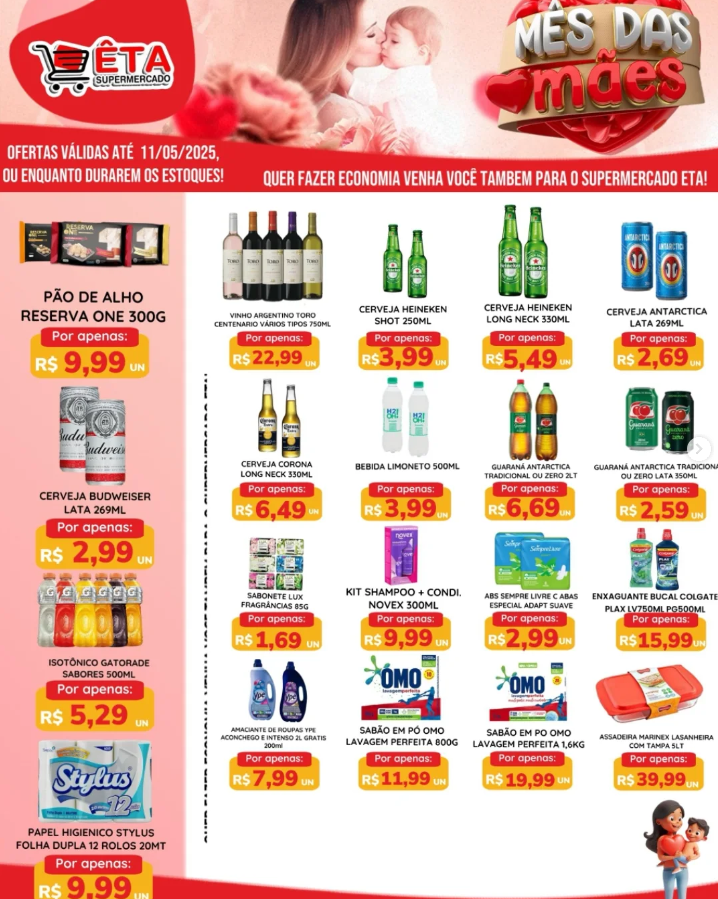 ÊTA
SUPERMERCADO
MÊS DAS
mães
OFERTAS VÁLIDAS ATÉ 11/05/2025,
OU ENQUANTO DURAREM OS ESTOQUES!
QUER FAZER ECONOMIA VENHA VOCÊ TAMBEM PARA O SUPERMERCADO ETA!
PÃO DE ALHO
RESERVA ONE 300G
Por apenas:
R$ 9,99 UN
CERVEJA BUDWEISER
LATA 269ML
Por apenas:
R$ 2,99 UN
ISOTÔNICO GATORADE
SABORES 500ML
Por apenas:
R$ 5,29 UN
Stylus
12
PAPEL HIGIENICO STYLUS
FOLHA DUPLA 12 ROLOS 20MT
Por apenas:
R$ 9,99 UN
VINHO ARGENTINO TORO
CENTENARIO VÁRIOS TIPOS 750ML
Por apenas:
R$ 22,99 UN
CERVEJA HEINEKEN
SHOT 250ML
Por apenas:
R$ 3,99 UN
CERVEJA HEINEKEN
LONG NECK 330ML
Por apenas:
R$ 5,49 UN
ANTARCTICA
CERVEJA ANTARCTICA
LATA 269ML
Por apenas:
R$ 2,69 UN
CERVEJA CORONA
LONG NECK 330ML
Por apenas:
R$ 6,49 UN
BEBIDA LIMONETO 500ML
Por apenas:
R$ 3,99 UN
GUARANÁ ANTARCTICA
TRADICIONAL OU ZERO 2LT
Por apenas:
R$ 6,69 UN
GUARANÁ ANTARCTICA TRADICIONA
OU ZERO LATA 350ML
Por apenas:
R$ 2,59 UN
SABONETE LUX
FRAGRÂNCIAS 85G
Por apenas:
R$ 1,69 UN
novex
KIT SHAMPOO + CONDI.
NOVEX 300ML
Por apenas:
R$ 9,99 UN
ABS SEMPRE LIVRE C ABAS
ESPECIAL ADAPT SUAVE
Por apenas:
R$ 2,99 UN
ENXAGUANTE BUCAL COLGATE
PLAX LV750ML PG500ML
Por apenas:
R$ 15,99 UN
AMACIANTE DE ROUPAS YPE
ACONCHEGO E INTENSO 2L GRATIS
200ml
Por apenas:
R$ 7,99 UN
OMO
lavagem perfeita
SABÃO EM PÓ OMO
LAVAGEM PERFEITA 800G
Por apenas:
R$ 11,99 UN
OMO
lavagem perfeita
SABÃO EM PO OMO
LAVAGEM PERFEITA 1,6KG
Por apenas:
R$ 19,99 UN
ASSADEIRA MARINEX LASANHEIRA
COM TAMPA 5LT
Por apenas:
R$ 39,99 UN